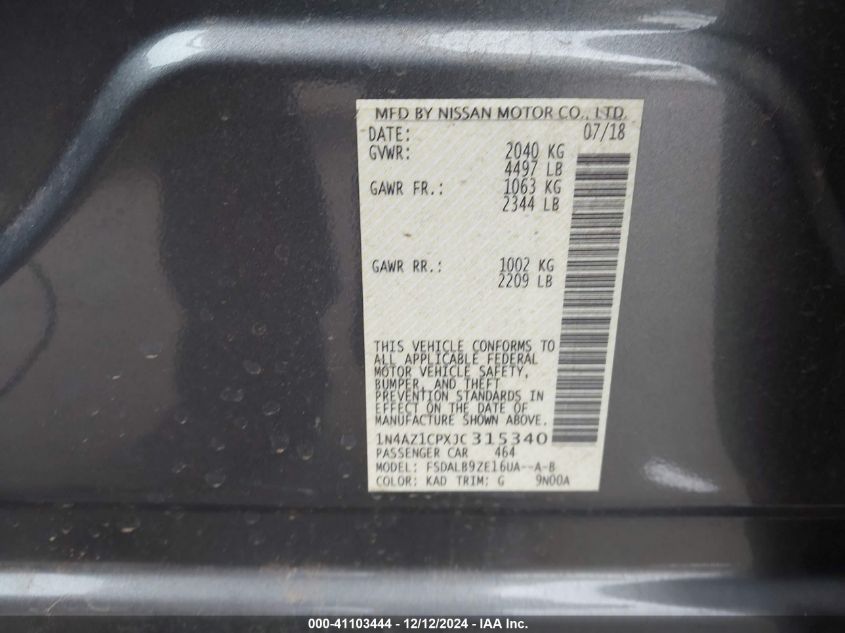 MFD BY NISSAN MOTOR CO., LTD.
DATE: 07/18
GVWR: 2040 KG
4497 LB
GAWR FR.: 1063 KG
2344 LB
GAWR RR.: 1002 KG
2209 LB
THIS VEHICLE CONFORMS TO
ALL APPLICABLE FEDERAL
MOTOR VEHICLE SAFETY,
BUMPER, AND THEFT
PREVENTION STANDARDS IN
EFFECT ON THE DATE OF
MANUFACTURE SHOWN ABOVE.
1N4AZ1CPXJC315340
PASSENGER CAR 464
MODEL: FSDALB9ZE16UA--A-B
COLOR: KAD TRIM: G 9N00A
000-41103444 - 12/12/2024 - IAA Inc.